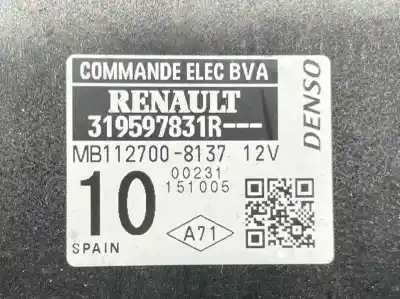 COMMANDE ELEC BVA
RENAULT
319597831R---
MB112700-8137 12V
10
00231
151005
A71
SPAIN
DENSO